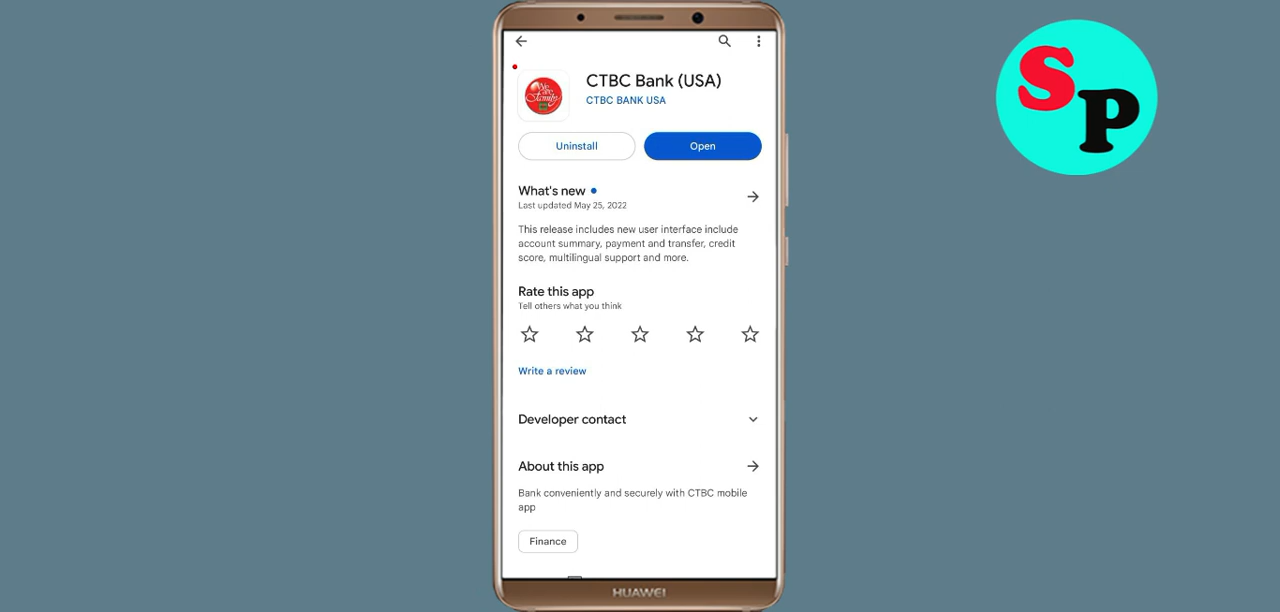 CTBC Bank (USA)
CTBC BANK USA
Uninstall
Open
What's new
Last updated May 25, 2022
This release includes new user interface include
account summary, payment and transfer, credit
score, multilingual support and more.
Rate this app
Tell others what you think
Write a review
Developer contact
About this app
Bank conveniently and securely with CTBC mobile
app
Finance
HUAWEI
SP